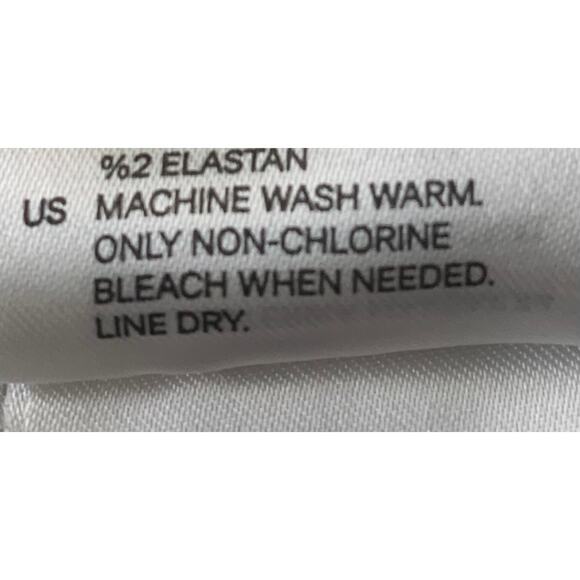 %2 ELASTAN
US MACHINE WASH WARM.
ONLY NON-CHLORINE
BLEACH WHEN NEEDED.
LINE DRY.